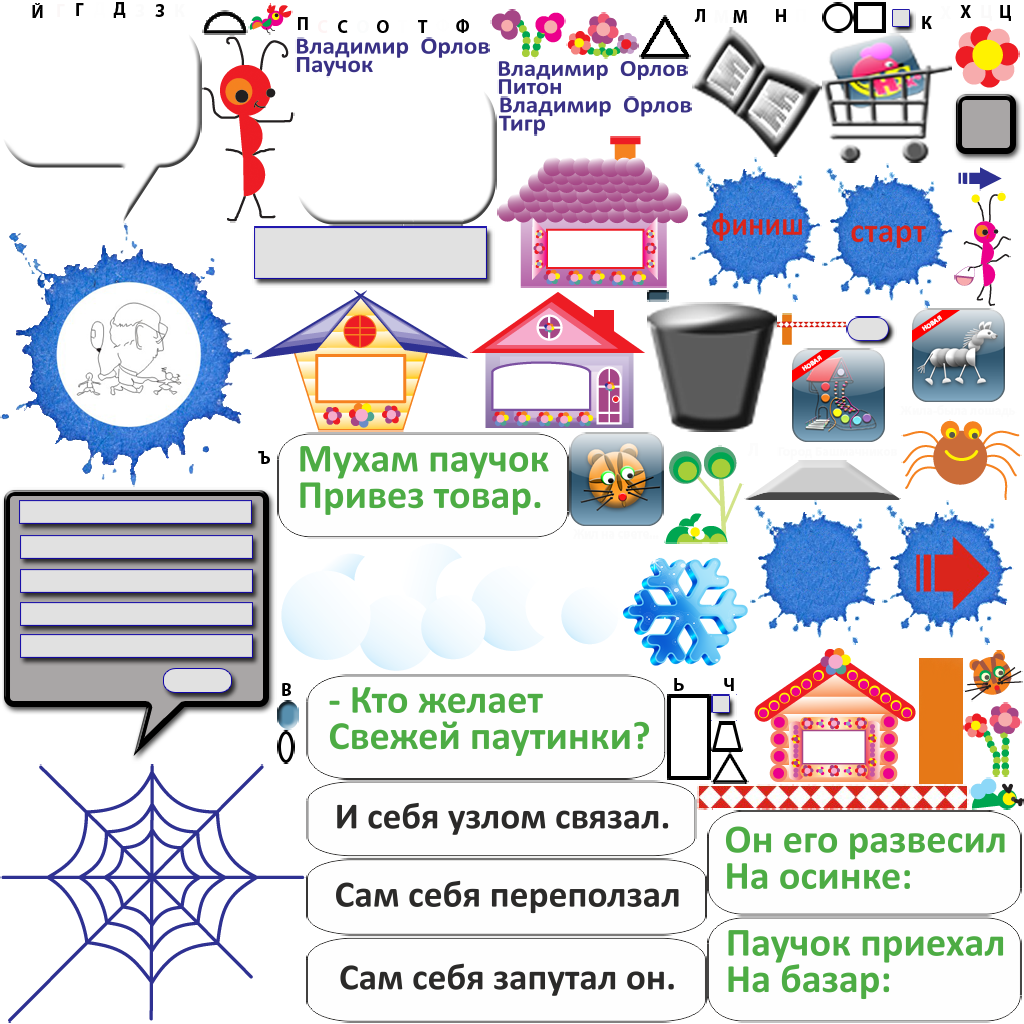 Й Г Д З К
П С С О Т Ф
Л М Н
К
Х Ц
Владимир Орлов
Паучок
Владимир Орлов
Питон
Владимир Орлов
Тигр
финиш
старт
НОВАЯ
НОВАЯ
Ъ
Мухам паучок
Привез товар.
В
- Кто желает
Свежей паутинки?
Ь Ч
И себя узлом связал.
Сам себя переползал
Сам себя запутал он.
Он его развесил
На осинке:
Паучок приехал
На базар: